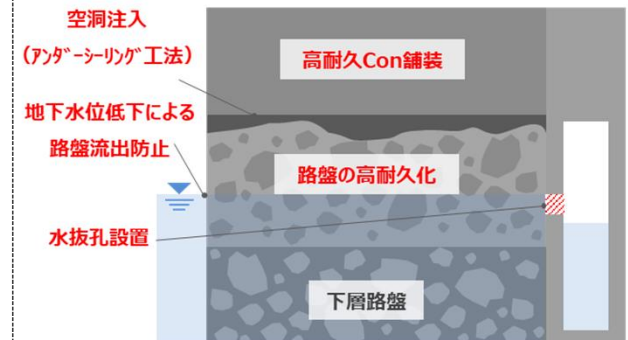 空洞注入
(ｱﾝﾀﾞｰｼｰﾘﾝｸﾞ工法)
高耐久Con舗装
地下水位低下による
路盤流出防止
路盤の高耐久化
水抜孔設置
下層路盤